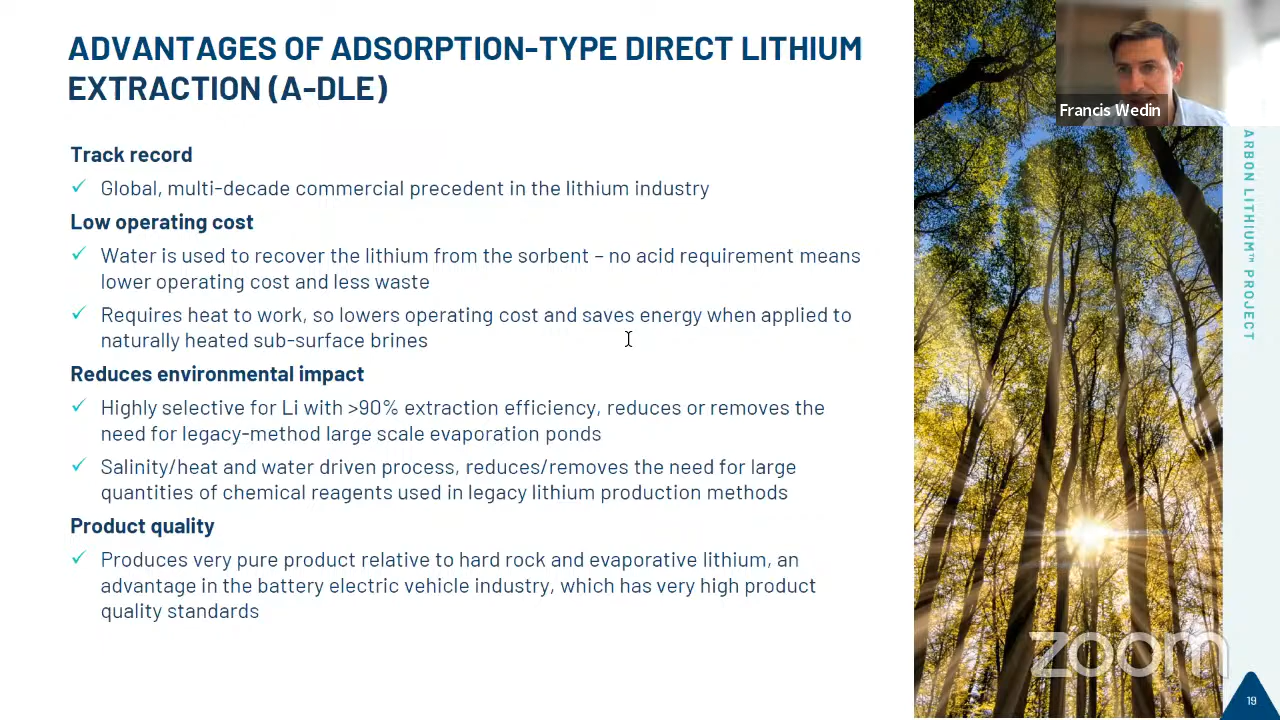 ADVANTAGES OF ADSORPTION-TYPE DIRECT LITHIUM
EXTRACTION (A-DLE)
Track record
✓ Global, multi-decade commercial precedent in the lithium industry
Low operating cost
✓ Water is used to recover the lithium from the sorbent – no acid requirement means
lower operating cost and less waste
✓ Requires heat to work, so lowers operating cost and saves energy when applied to
naturally heated sub-surface brines
Reduces environmental impact
✓ Highly selective for Li with >90% extraction efficiency, reduces or removes the
need for legacy-method large scale evaporation ponds
✓ Salinity/heat and water driven process, reduces/removes the need for large
quantities of chemical reagents used in legacy lithium production methods
Product quality
✓ Produces very pure product relative to hard rock and evaporative lithium, an
advantage in the battery electric vehicle industry, which has very high product
quality standards
Francis Wedin
ARBON LITHIUM™ PROJECT
zoom
19